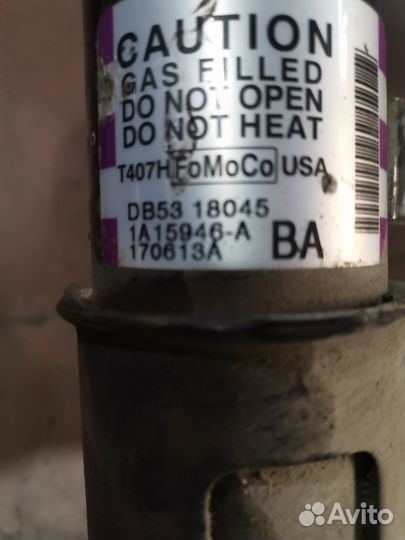 CAUTION
GAS FILLED
DO NOT OPEN
DO NOT HEAT
T407H FoMoCo USA
DB53 18045
1A15946-A BA
170613A
Avito